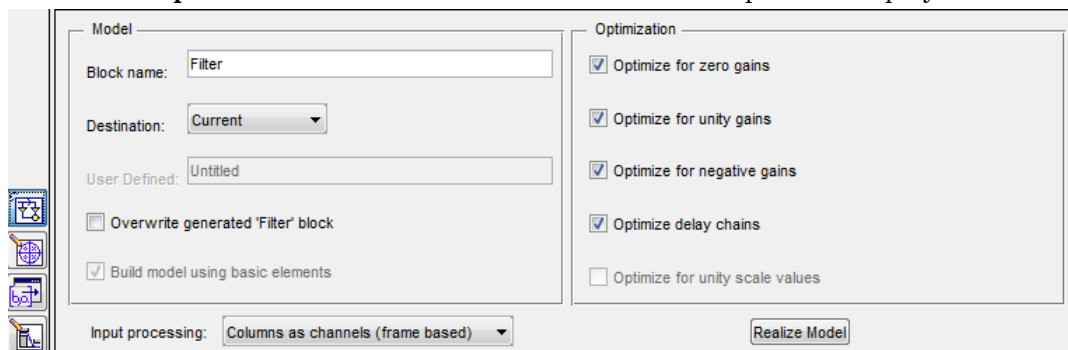 Model
Block name: Filter
Destination: Current
User Defined: Untitled
Overwrite generated 'Filter' block
Build model using basic elements
Optimization
Optimize for zero gains
Optimize for unity gains
Optimize for negative gains
Optimize delay chains
Optimize for unity scale values
Input processing: Columns as channels (frame based)
Realize Model